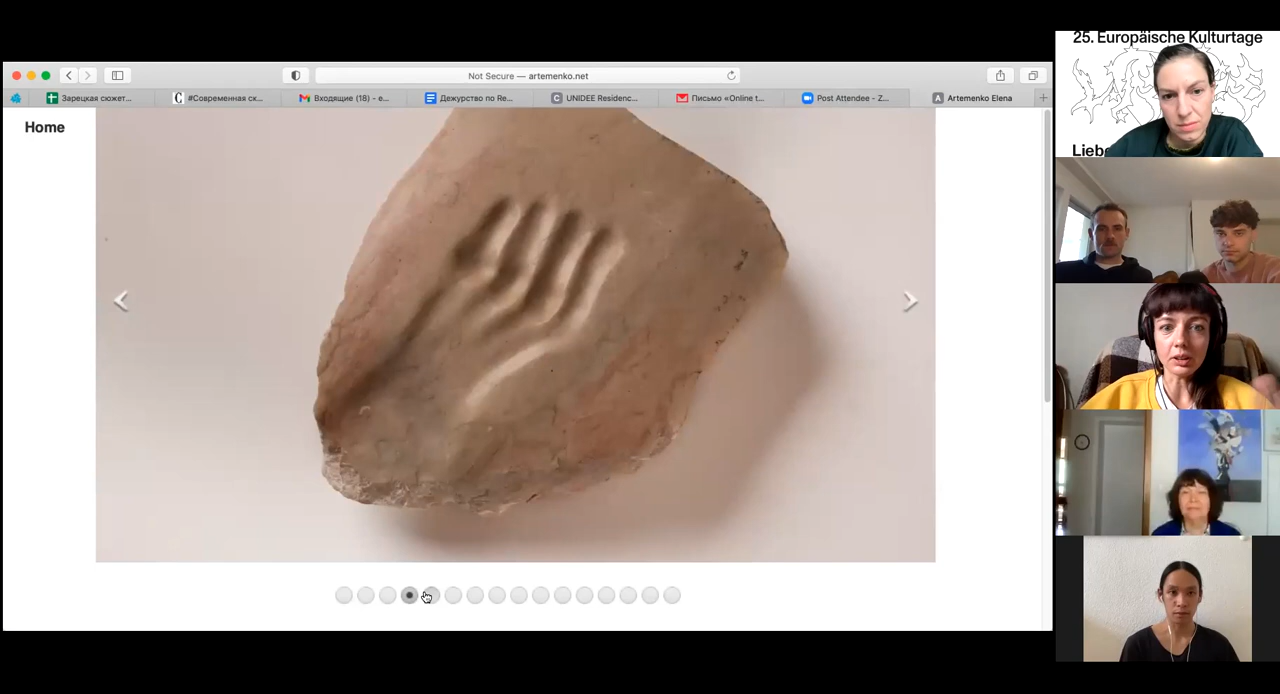 25. Europäische Kulturtage
Liebe
Not Secure — artemenko.net
Зарецкая сюжет...
#Современная ск...
Входящие (18) – e...
Дежурство по Re...
UNIDEE Residenc...
Письмо «Online t...
Post Attendee - Z...
A Artemenko Elena
Home